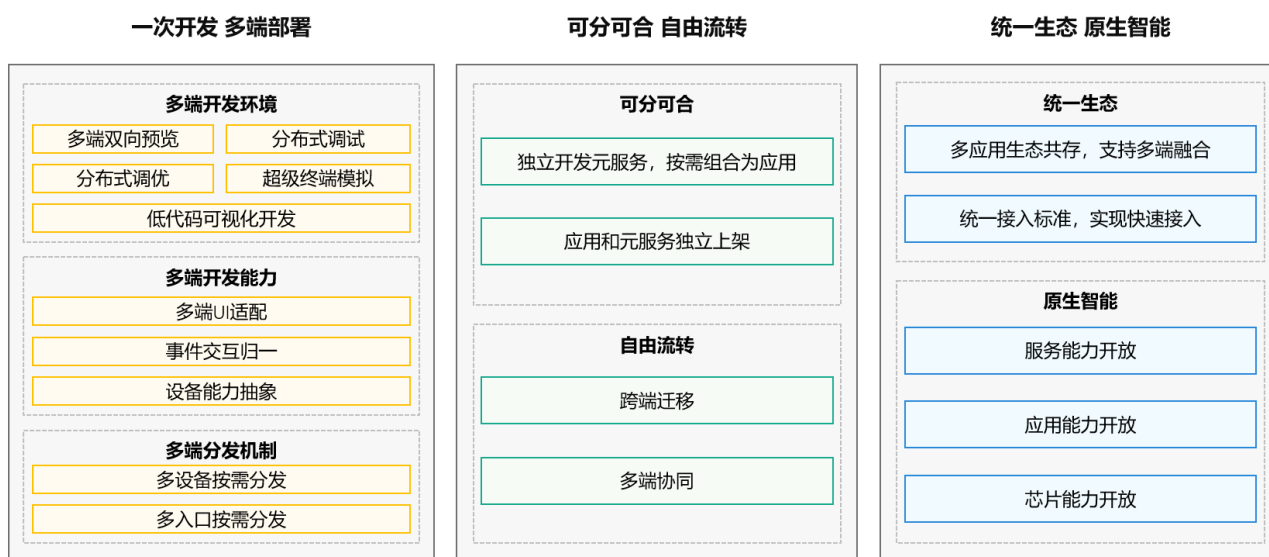 一次开发 多端部署
多端开发环境
多端双向预览
分布式调试
分布式调优
超级终端模拟
低代码可视化开发
多端开发能力
多端UI适配
事件交互归一
设备能力抽象
多端分发机制
多设备按需分发
多入口按需分发
可分可合 自由流转
可分可合
独立开发元服务，按需组合为应用
应用和元服务独立上架
自由流转
跨端迁移
多端协同
统一生态 原生智能
统一生态
多应用生态共存，支持多端融合
统一接入标准，实现快速接入
原生智能
服务能力开放
应用能力开放
芯片能力开放